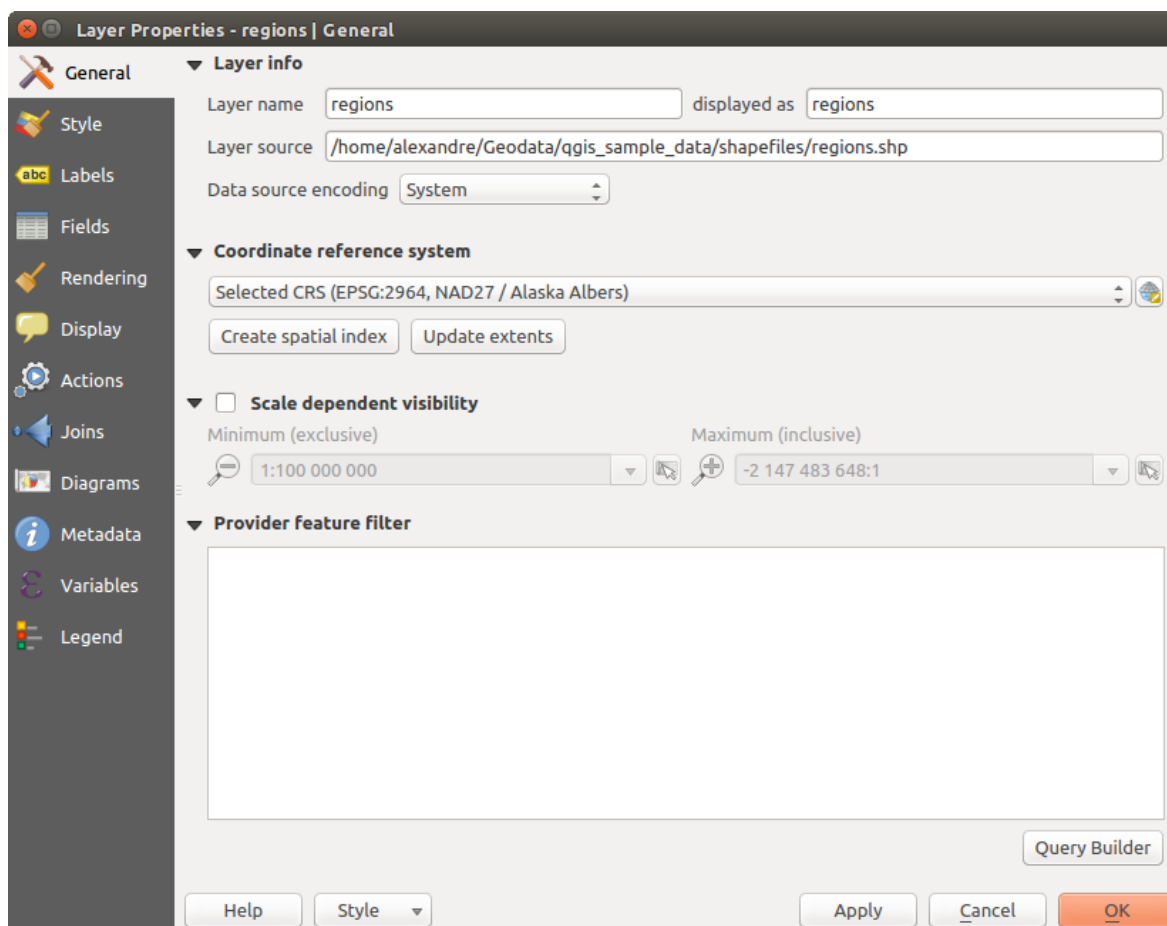 Layer Properties - regions | General
General
Style
abc Labels
Fields
Rendering
Display
Actions
Joins
Diagrams
Metadata
Variables
Legend
Layer info
Layer name regions displayed as regions
Layer source /home/alexandre/Geodata/qgis_sample_data/shapefiles/regions.shp
Data source encoding System
Coordinate reference system
Selected CRS (EPSG:2964, NAD27 / Alaska Albers)
Create spatial index Update extents
Scale dependent visibility
Minimum (exclusive) Maximum (inclusive)
1:100 000 000 -2 147 483 648:1
Provider feature filter
Query Builder
Help Style Apply Cancel OK